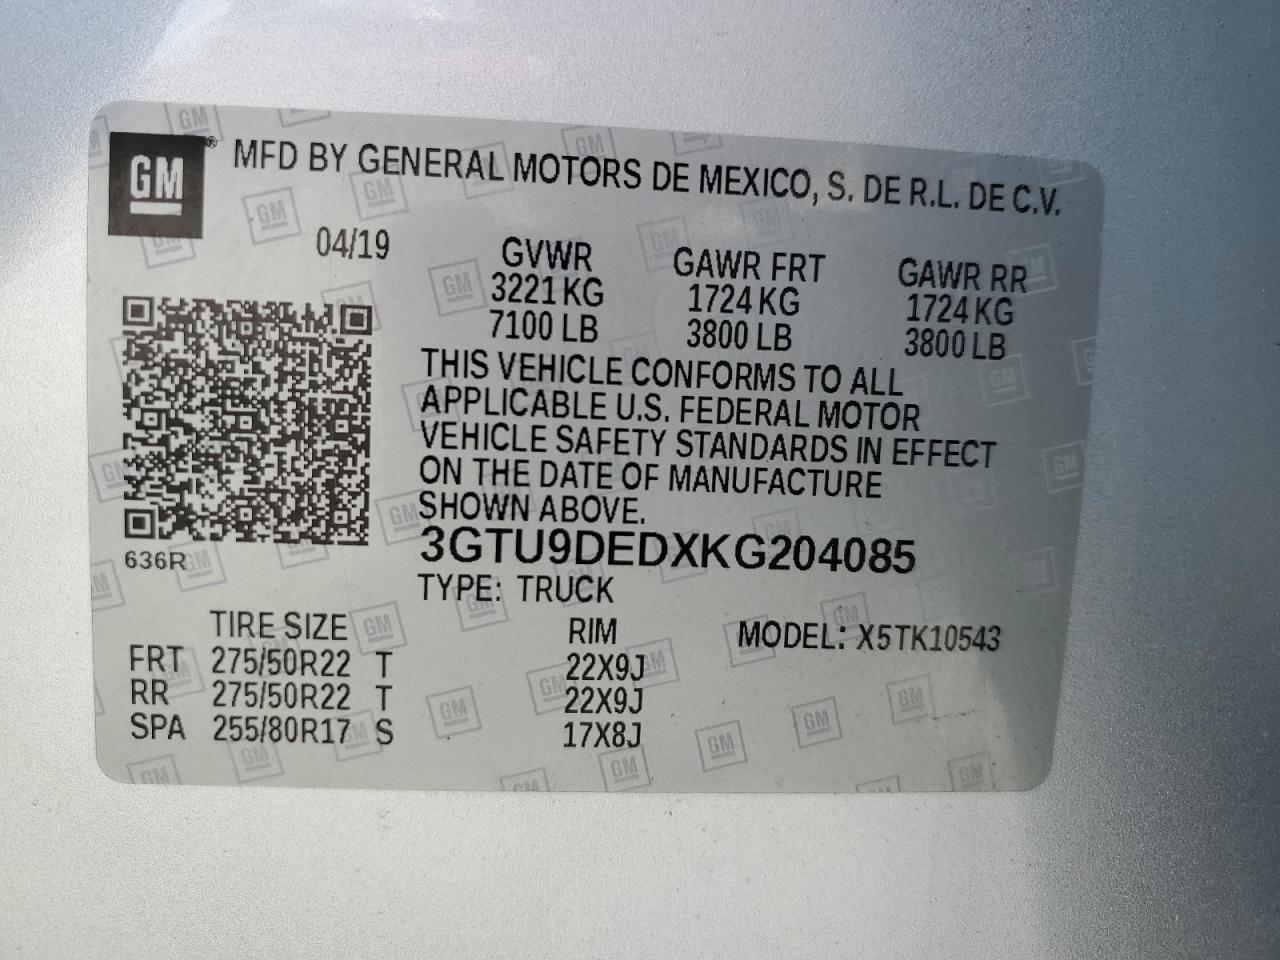 GM ® MFD BY GENERAL MOTORS DE MEXICO, S. DE R.L. DE C.V.
04/19
GVWR GAWR FRT GAWR RR
3221 KG 1724 KG 1724 KG
7100 LB 3800 LB 3800 LB
THIS VEHICLE CONFORMS TO ALL
APPLICABLE U.S. FEDERAL MOTOR
VEHICLE SAFETY STANDARDS IN EFFECT
ON THE DATE OF MANUFACTURE
SHOWN ABOVE.
3GTU9DEDXKG204085
636R
TYPE: TRUCK
TIRE SIZE RIM MODEL: X5TK10543
FRT 275/50R22 T 22X9J
RR 275/50R22 T 22X9J
SPA 255/80R17 S 17X8J